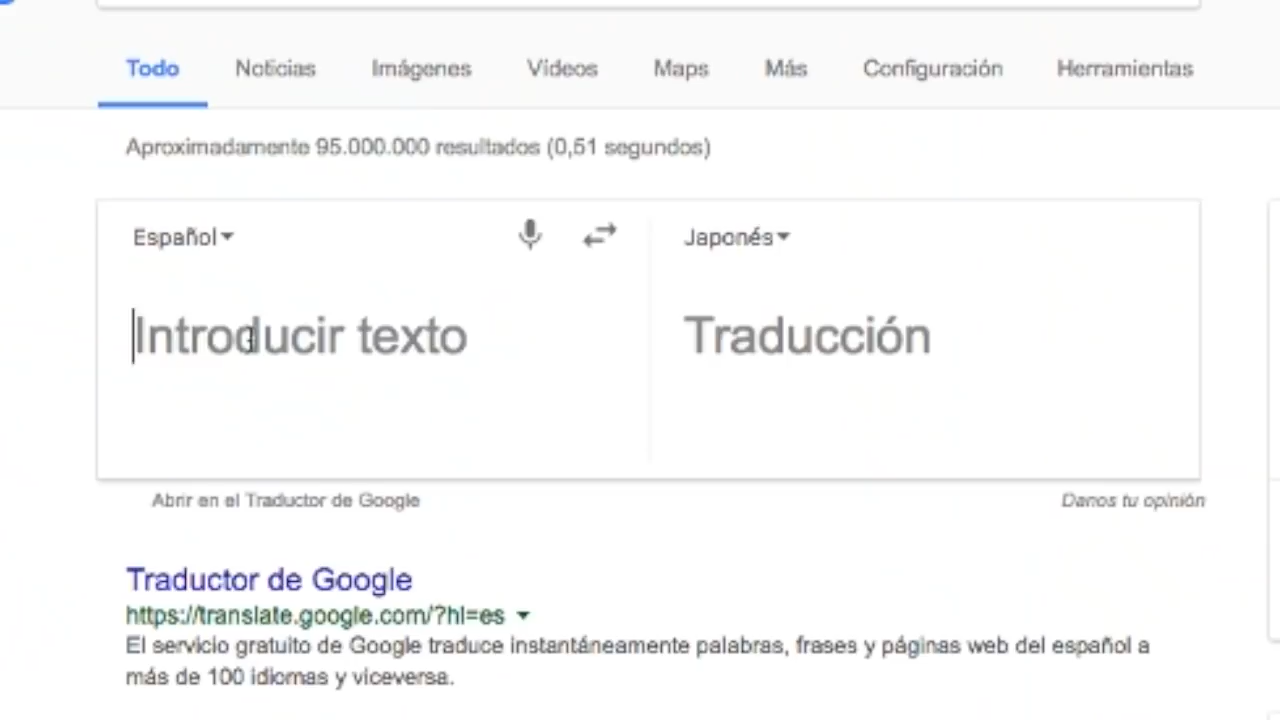 Todo Noticias Imágenes Vídeos Maps Más Configuración Herramientas
Aproximadamente 95.000.000 resultados (0,51 segundos)
Español Japonés
Introducir texto Traducción
Abrir en el Traductor de Google Danos tu opinión
Traductor de Google
https://translate.google.com/?hl=es
El servicio gratuito de Google traduce instantáneamente palabras, frases y páginas web del español a
más de 100 idiomas y viceversa.